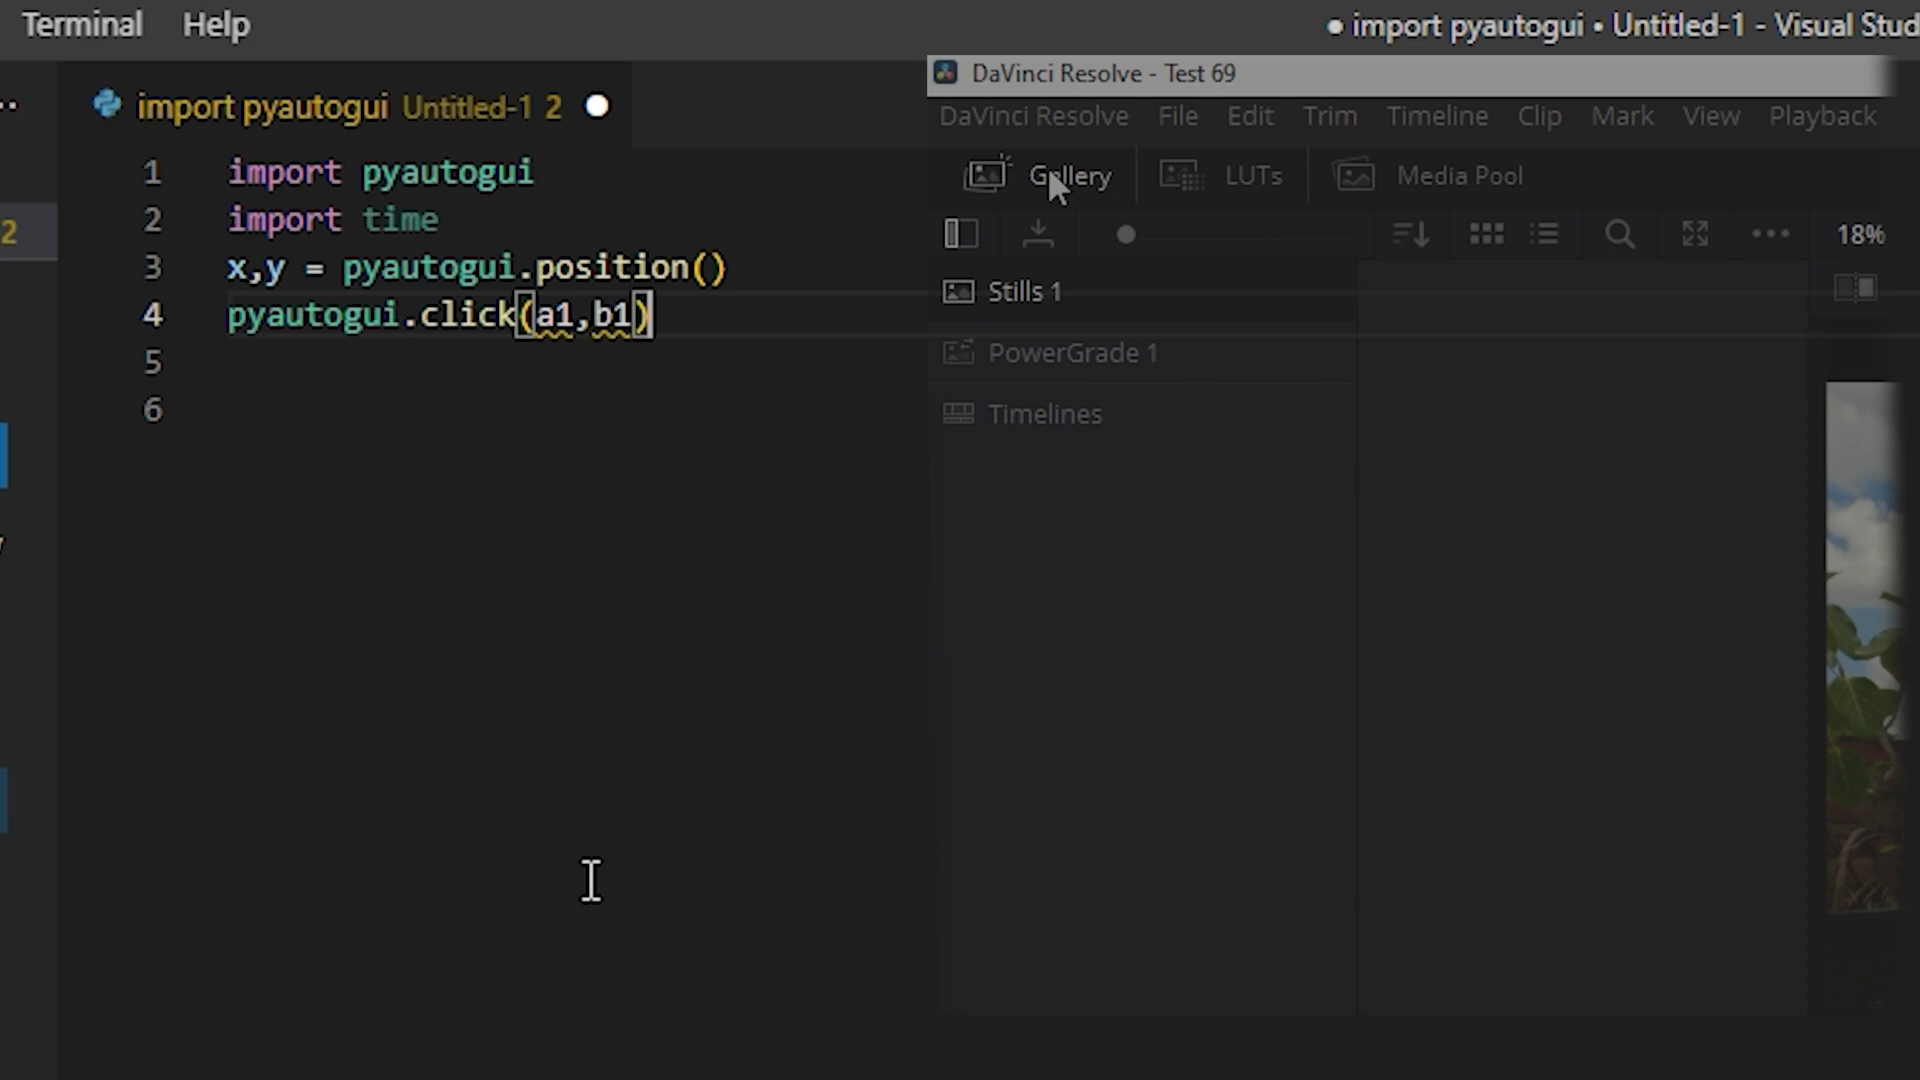 Terminal Help
● import pyautogui • Untitled-1 - Visual Stud
import pyautogui Untitled-1 2
2
1 import pyautogui
2 import time
3 x,y = pyautogui.position()
4 pyautogui.click(a1,b1)
5
6
DaVinci Resolve - Test 69
DaVinci Resolve File Edit Trim Timeline Clip Mark View Playback
Gallery LUTs Media Pool
18%
Stills 1
PowerGrade 1
Timelines